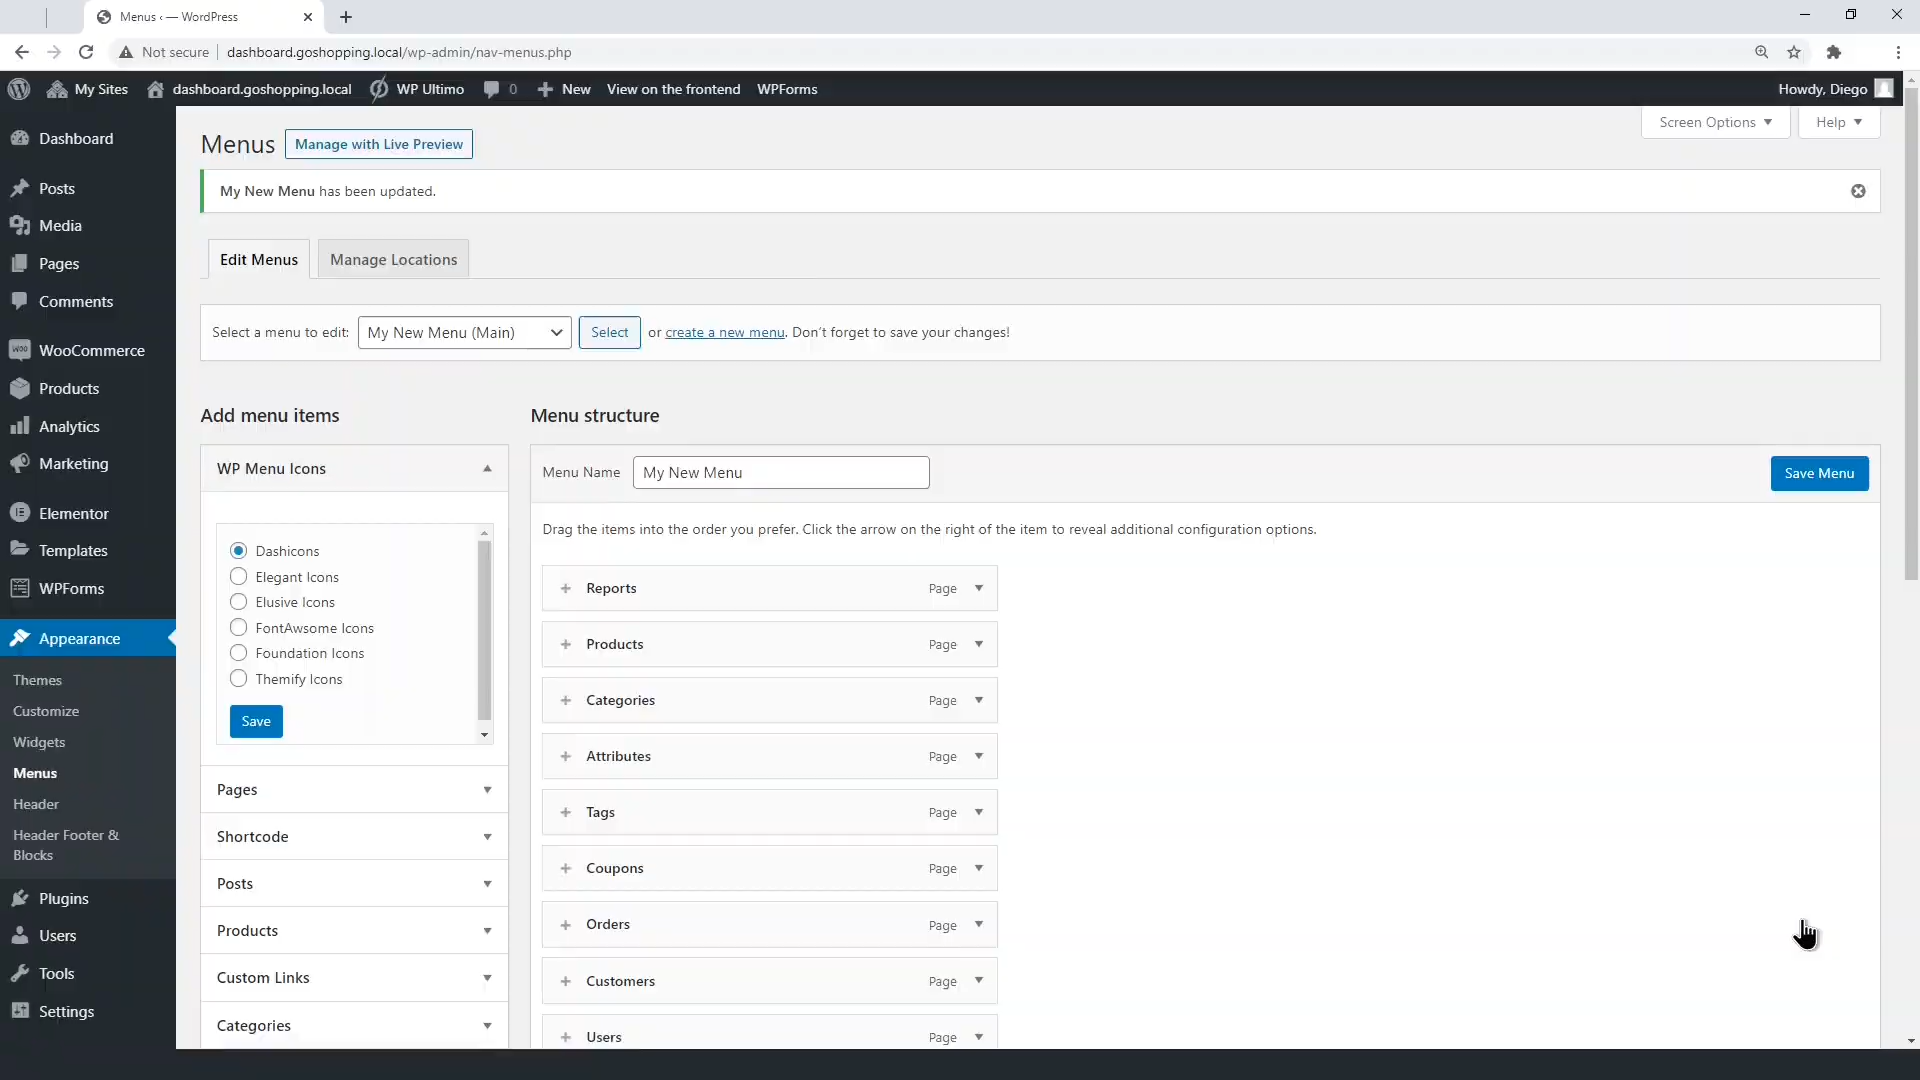 Menus ‹ — WordPress
Not secure
dashboard.goshopping.local/wp-admin/nav-menus.php
My Sites
dashboard.goshopping.local
WP Ultimo
0
New
View on the frontend
WPForms
Howdy, Diego
Dashboard
Posts
Media
Pages
Comments
WooCommerce
Products
Analytics
Marketing
Elementor
Templates
WPForms
Appearance
Themes
Customize
Widgets
Menus
Header
Header Footer &
Blocks
Plugins
Users
Tools
Settings
Screen Options
Help
Menus
Manage with Live Preview
My New Menu has been updated.
Edit Menus
Manage Locations
Select a menu to edit: My New Menu (Main) Select or create a new menu. Don't forget to save your changes!
Add menu items
WP Menu Icons
Dashicons
Elegant Icons
Elusive Icons
FontAwsome Icons
Foundation Icons
Themify Icons
Save
Pages
Shortcode
Posts
Products
Custom Links
Categories
Menu structure
Menu Name My New Menu
Save Menu
Drag the items into the order you prefer. Click the arrow on the right of the item to reveal additional configuration options.
Reports Page
Products Page
Categories Page
Attributes Page
Tags Page
Coupons Page
Orders Page
Customers Page
Users Page